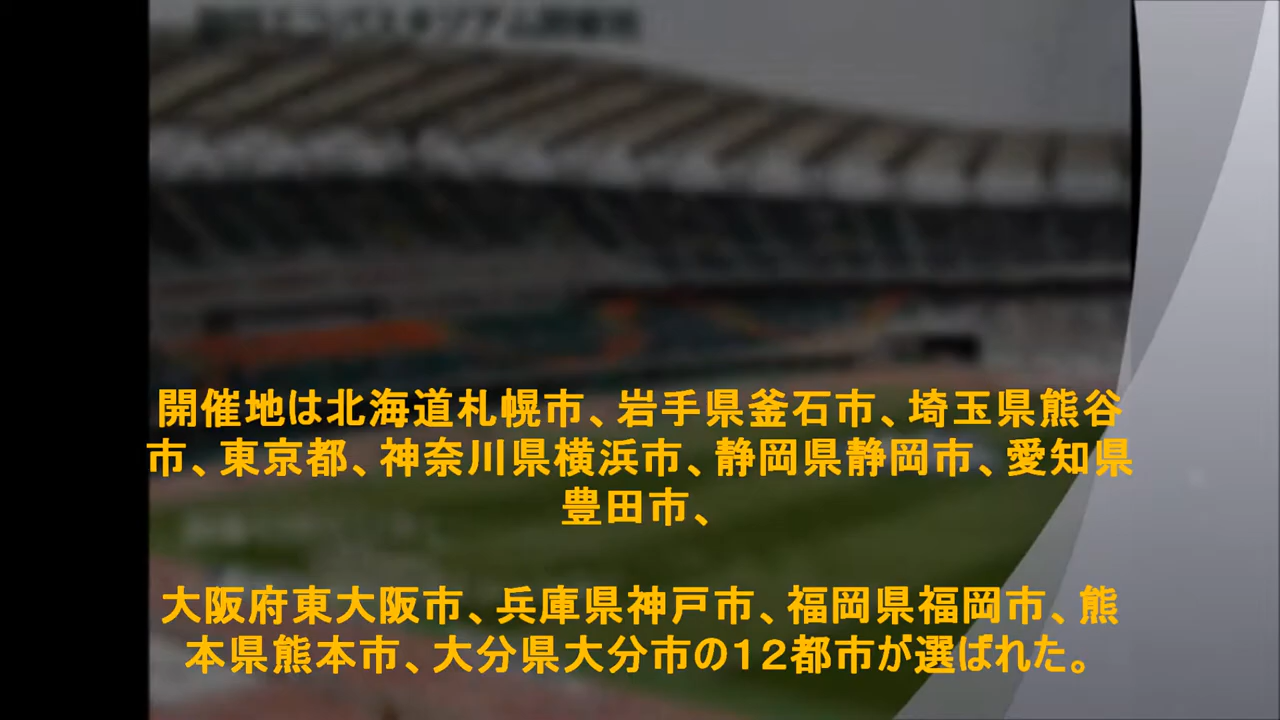 開催地は北海道札幌市、岩手県釜石市、埼玉県熊谷
市、東京都、神奈川県横浜市、静岡県静岡市、愛知県
豊田市、
大阪府東大阪市、兵庫県神戸市、福岡県福岡市、熊
本県熊本市、大分県大分市の12都市が選ばれた。